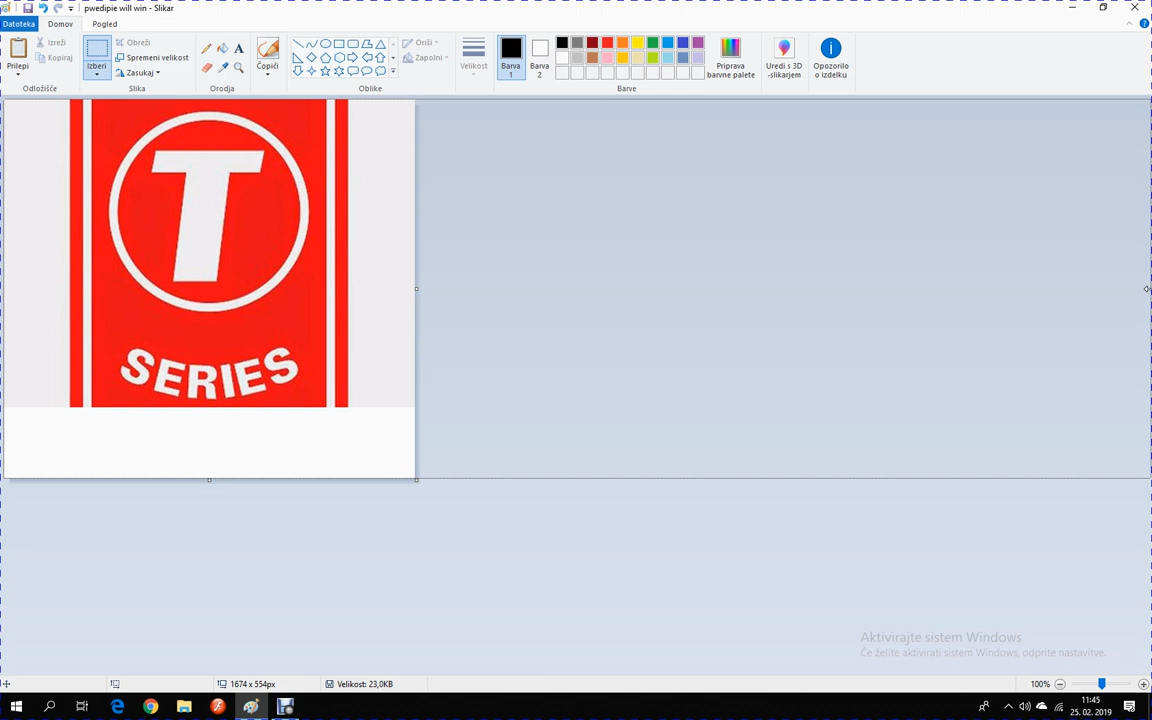 pwedipie will win - Slikar
Datoteka Domov Pogled
Prilepi
Izreži
Kopiraj
Odložišče
Izberi
Obreži
Spremeni velikost
Zasukaj
Slika
A
Orodja
Čopiči
Oriši
Zapolni
Oblike
Velikost
Barva
1
Barva
2
Barve
Priprava
barvne palete
Uredi s 3D
-slikarjem
Opozorilo
o izdelku
T
SERIES
Aktivirajte sistem Windows
Če želite aktivirati sistem Windows, odprite nastavitve.
1674 x 554px
Velikost: 23,0KB
100%
11:45
25. 02. 2019